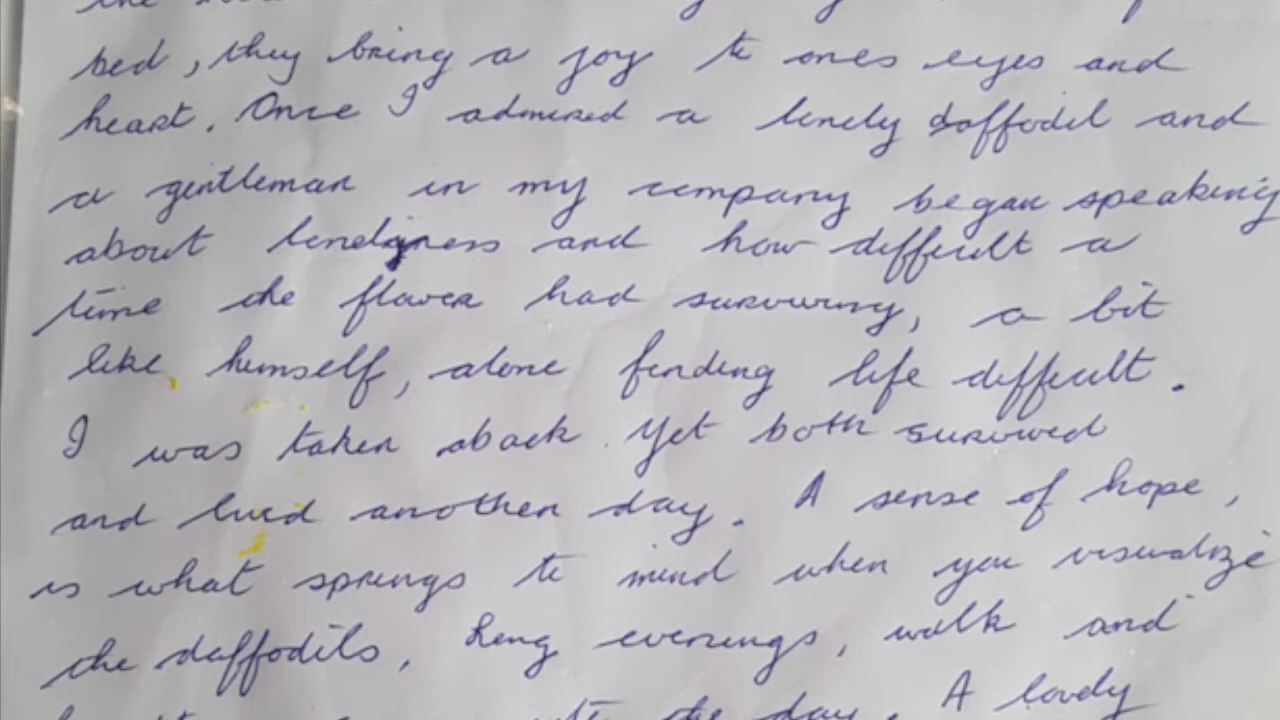 the
bed, they bring a joy to ones eyes and
heart. Once I admired a lonely daffodil and
a gentleman in my company began speaking
about loneliness and how difficult a
time the flower had surviving, a bit
like himself, alone finding life difficult.
I was taken aback. Yet both survived
and lived another day. A sense of hope,
is what springs to mind when you visualize
the daffodils, long evenings, walk and
the day. A lovely